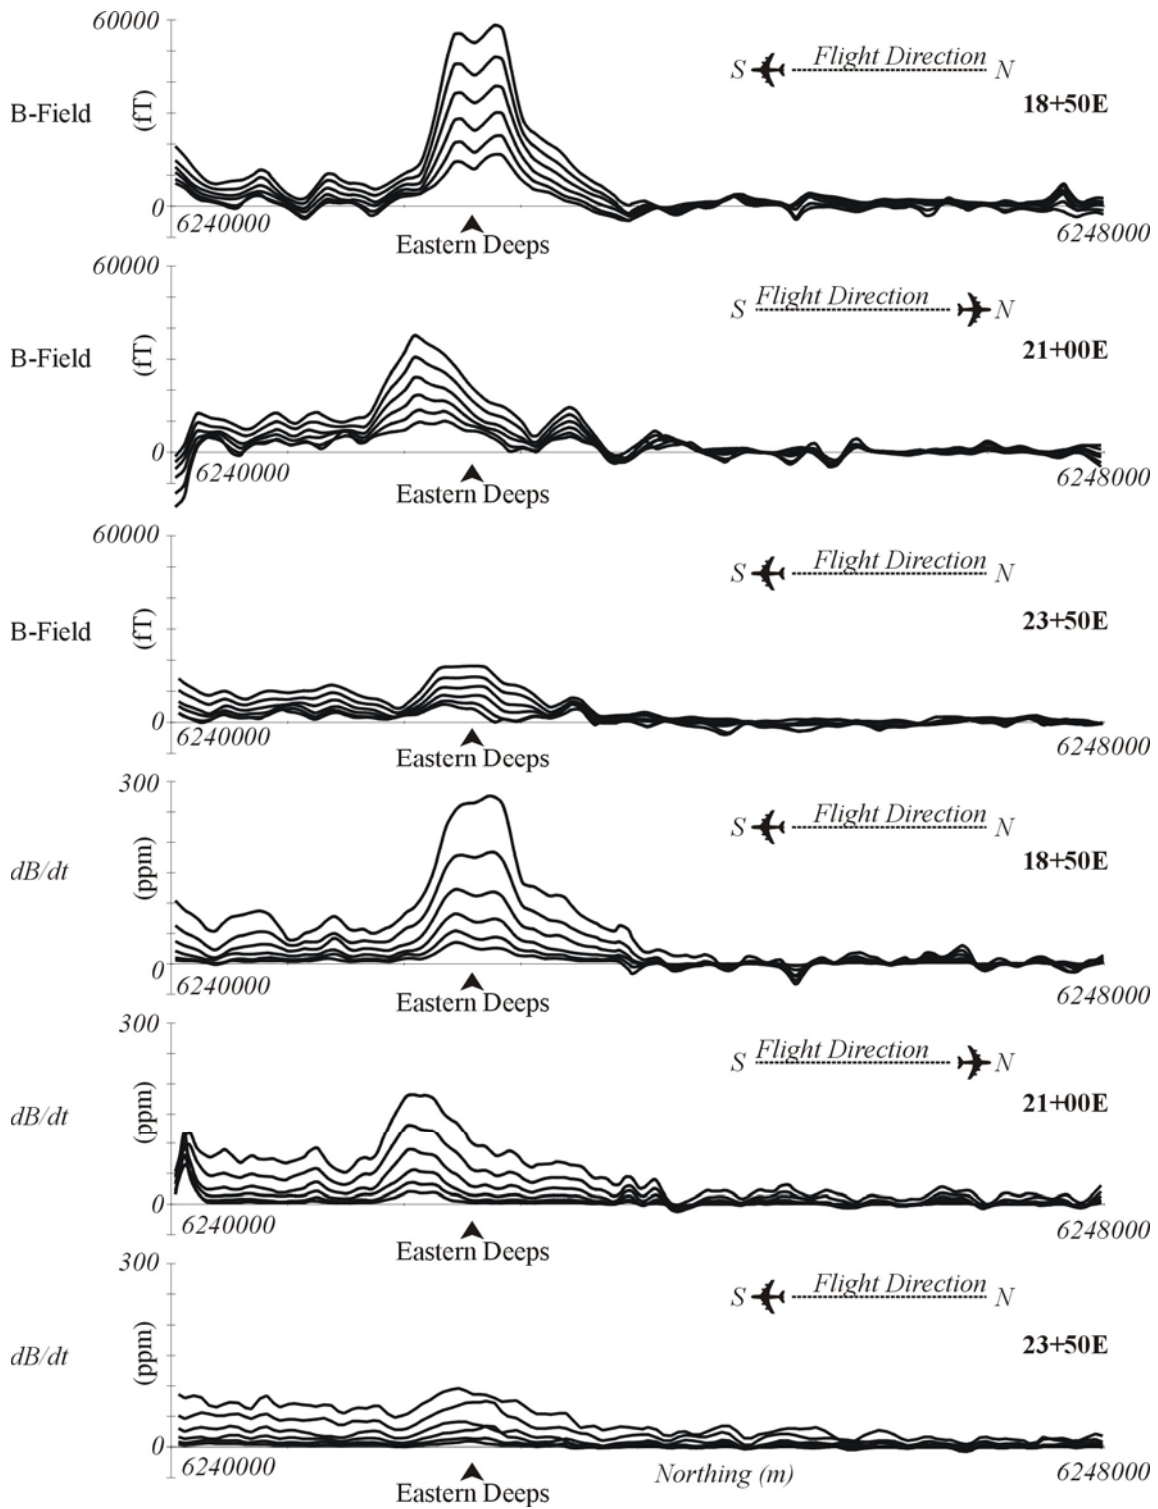 60000
S Flight Direction N
18+50E
B-Field (fT)
0
6240000
6248000
Eastern Deeps
60000
S Flight Direction N
21+00E
B-Field (fT)
0
6240000
6248000
Eastern Deeps
60000
S Flight Direction N
23+50E
B-Field (fT)
0
6240000
6248000
Eastern Deeps
300
S Flight Direction N
18+50E
dB/dt (ppm)
0
6240000
6248000
Eastern Deeps
300
S Flight Direction N
21+00E
dB/dt (ppm)
0
6240000
6248000
Eastern Deeps
300
S Flight Direction N
23+50E
dB/dt (ppm)
0
6240000
Northing (m)
6248000
Eastern Deeps